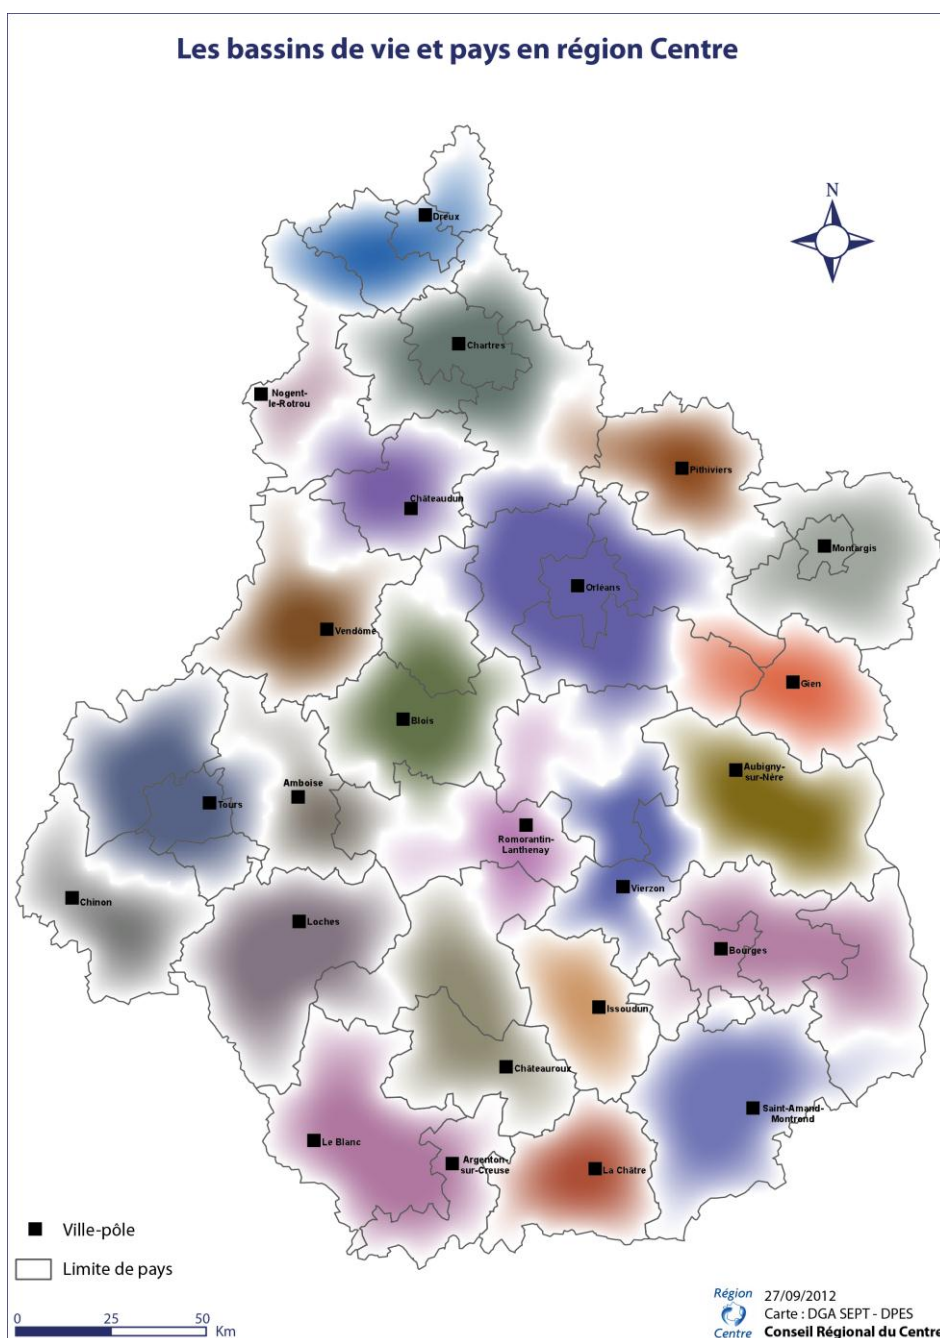 Les bassins de vie et pays en région Centre
N
Dreux
Chartres
Nogent-
le-Rotrou
Pithiviers
Châteaudun
Montargis
Orléans
Vendôme
Gien
Blois
Aubigny-
sur-Nère
Amboise
Tours
Romorantin-
Lanthenay
Vierzon
Chinon
Loches
Bourges
Issoudun
Châteauroux
Saint-Amand-
Montrond
Le Blanc
Argenton-
sur-Creuse
La Châtre
Ville-pôle
Limite de pays
0 25 50
Km
Région
Centre
27/09/2012
Carte : DGA SEPT - DPES
Conseil Régional du Centre